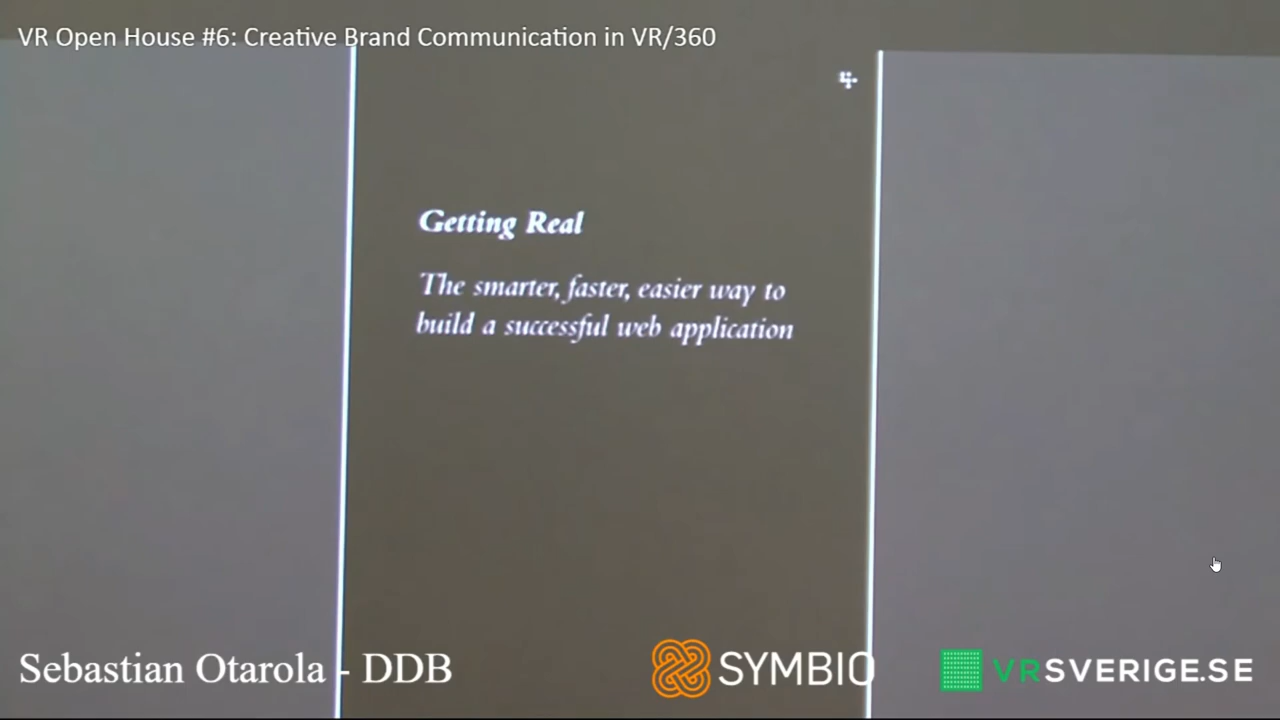 VR Open House #6: Creative Brand Communication in VR/360
Getting Real
The smarter, faster, easier way to
build a successful web application
Sebastian Otarola - DDB
SYMBIO
VRSVERIGE.SE